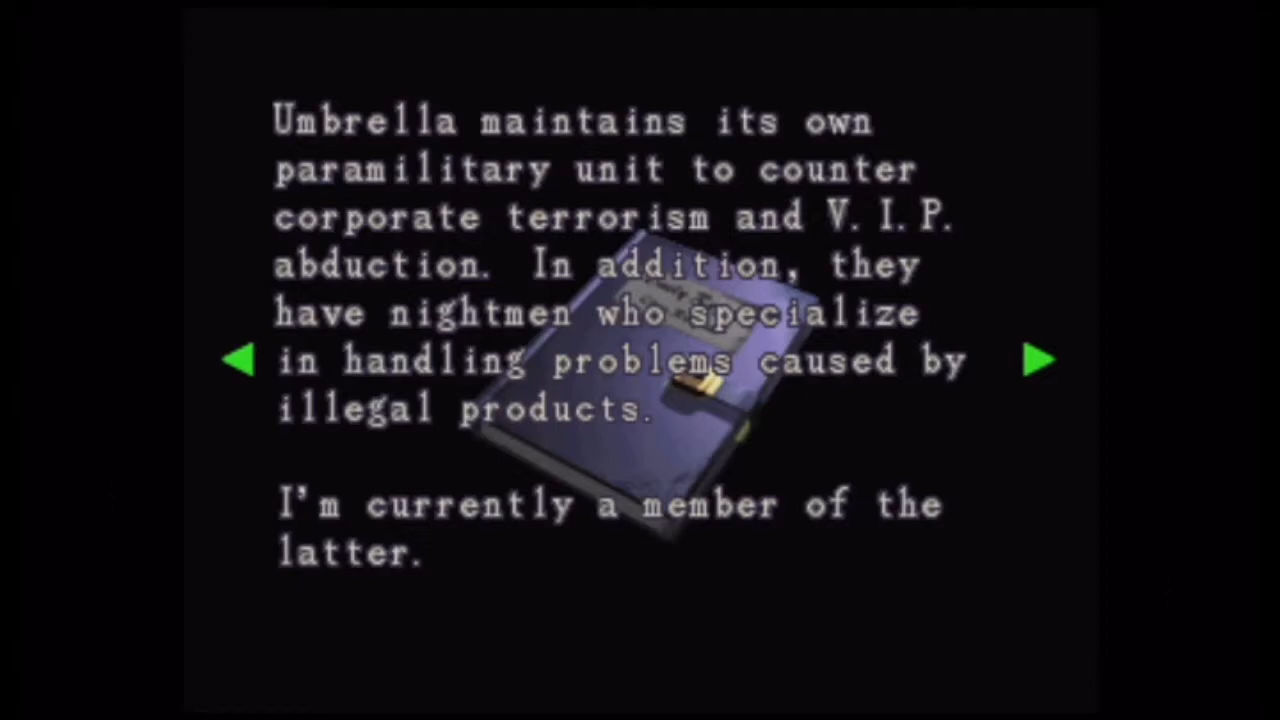 Umbrella maintains its own
paramilitary unit to counter
corporate terrorism and V.I.P.
abduction. In addition, they
have nightmen who specialize
in handling problems caused by
illegal products.
I'm currently a member of the
latter.